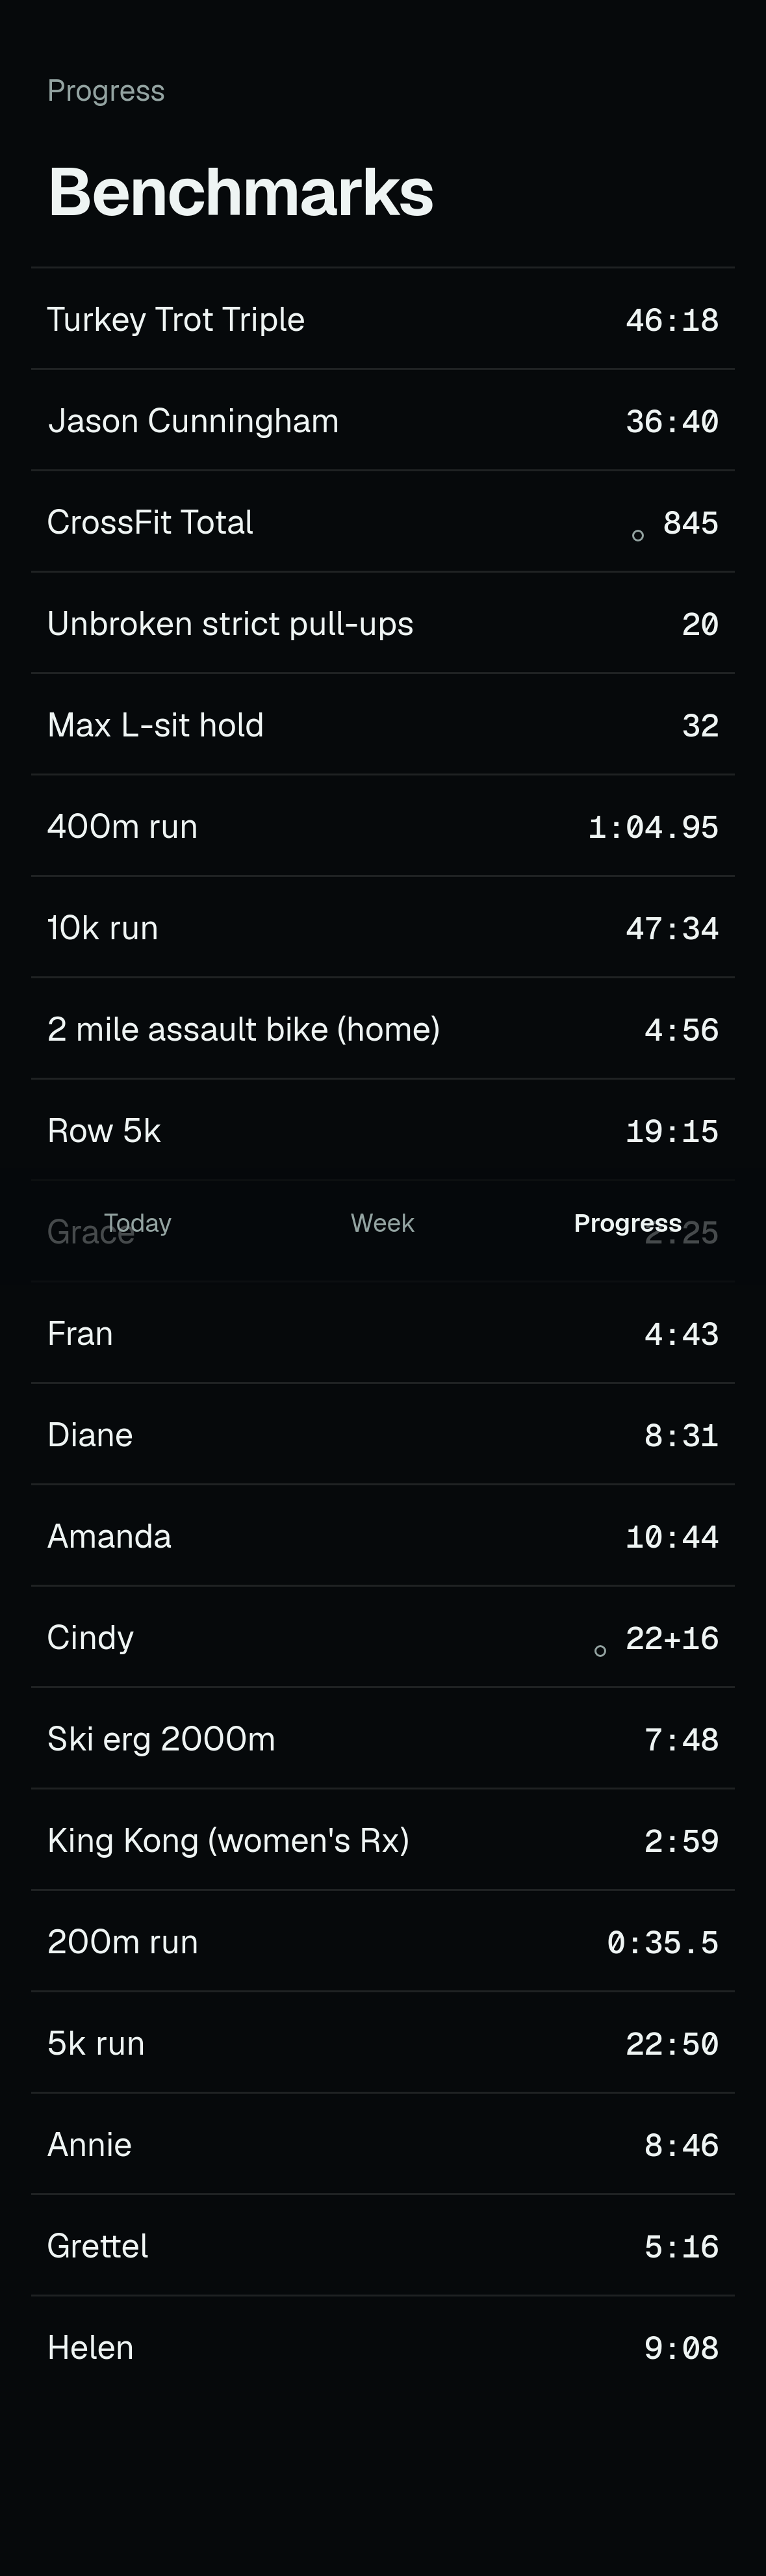 Progress
Benchmarks
Turkey Trot Triple 46:18
Jason Cunningham 36:40
CrossFit Total 845
Unbroken strict pull-ups 20
Max L-sit hold 32
400m run 1:04.95
10k run 47:34
2 mile assault bike (home) 4:56
Row 5k 19:15
Grace 2:25
Today Week Progress
Fran 4:43
Diane 8:31
Amanda 10:44
Cindy 22+16
Ski erg 2000m 7:48
King Kong (women's Rx) 2:59
200m run 0:35.5
5k run 22:50
Annie 8:46
Grettel 5:16
Helen 9:08